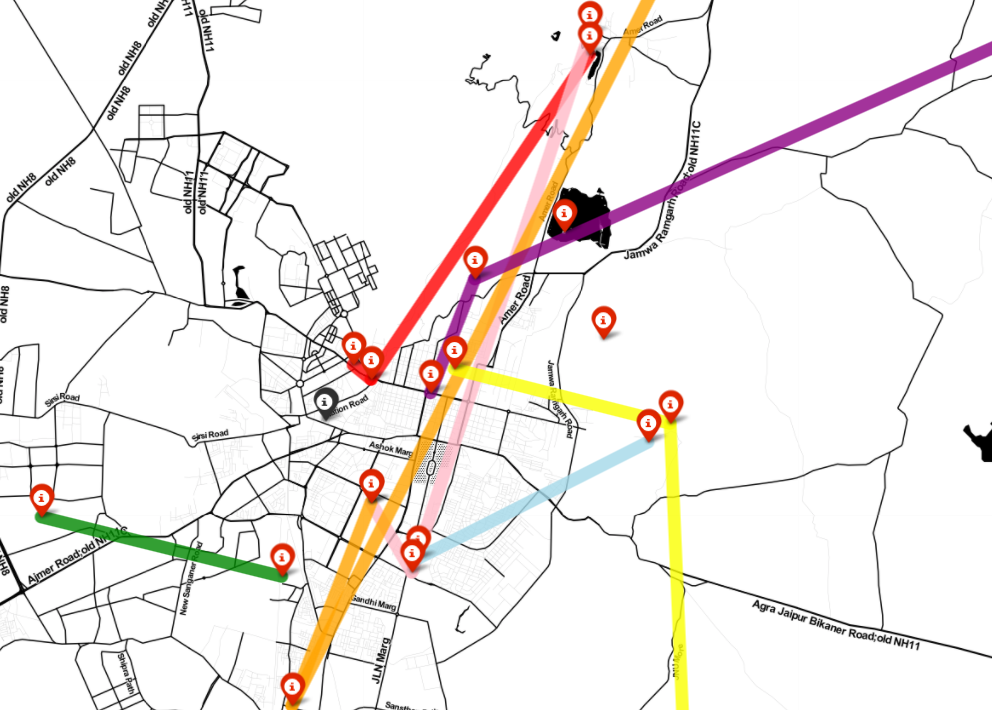 old NH11
old NH11
old NH8
Amer Road
old NH8
old NH8
old NH8
old NH8
old NH11
old NH11
Amer Road
Jamwa Ramgarh Road;old NH11C
old NH8
Amer Road
Jamwa Ramgarh Road
Sirsi Road
Sirsi Road
Ashok Marg
Ajmer Road;old NH11C
New Sanganer Road
Gandhi Marg
Agra Jaipur Bikaner Road;old NH11
JLN Marg
Shipra Path